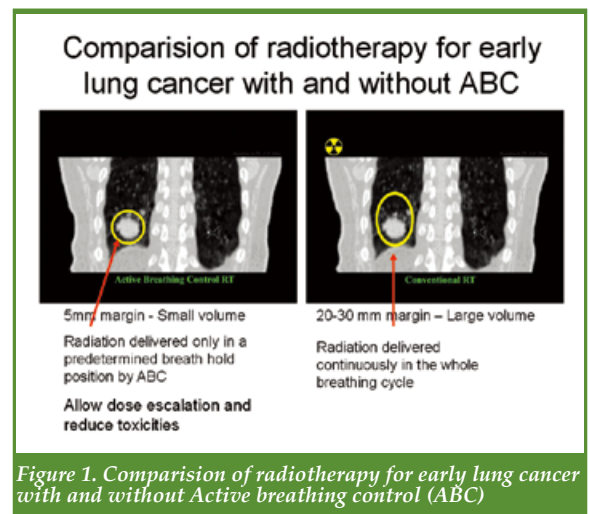 Comparision of radiotherapy for early
lung cancer with and without ABC
Active Breathing Control RT
5mm margin - Small volume
Radiation delivered only in a
predetermined breath hold
position by ABC
Allow dose escalation and
reduce toxicities
Conventional RT
20-30 mm margin – Large volume
Radiation delivered
continuously in the whole
breathing cycle
Figure 1. Comparision of radiotherapy for early lung cancer
with and without Active breathing control (ABC)